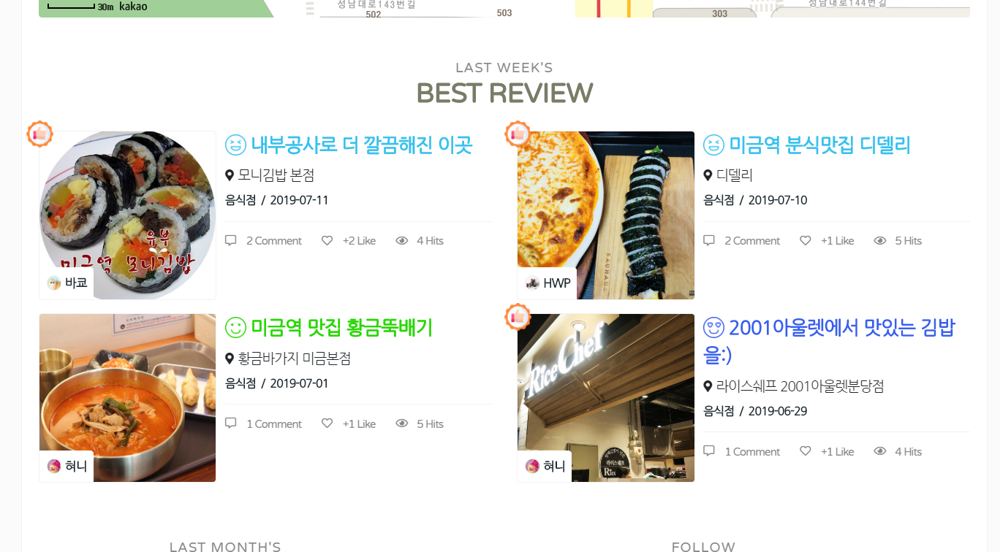 30m kakao
성남대로143번길
502
503
303
성남대로144번길
LAST WEEK'S
BEST REVIEW
내부공사로 더 깔끔해진 이곳
모니김밥 본점
음식점 / 2019-07-11
2 Comment +2 Like 4 Hits
유부
미금역 모니김밥
바쿄
미금역 분식맛집 디델리
디델리
음식점 / 2019-07-10
2 Comment +1 Like 5 Hits
BAUHAUS
HWP
미금역 맛집 황금뚝배기
황금바가지 미금본점
음식점 / 2019-07-01
1 Comment +1 Like 5 Hits
혀니
2001아울렛에서 맛있는 김밥
을:)
라이스쉐프 2001아울렛분당점
음식점 / 2019-06-29
1 Comment +1 Like 4 Hits
Rice Chef
라이스쉐프
Rice
혀니
LAST MONTH'S
FOLLOW